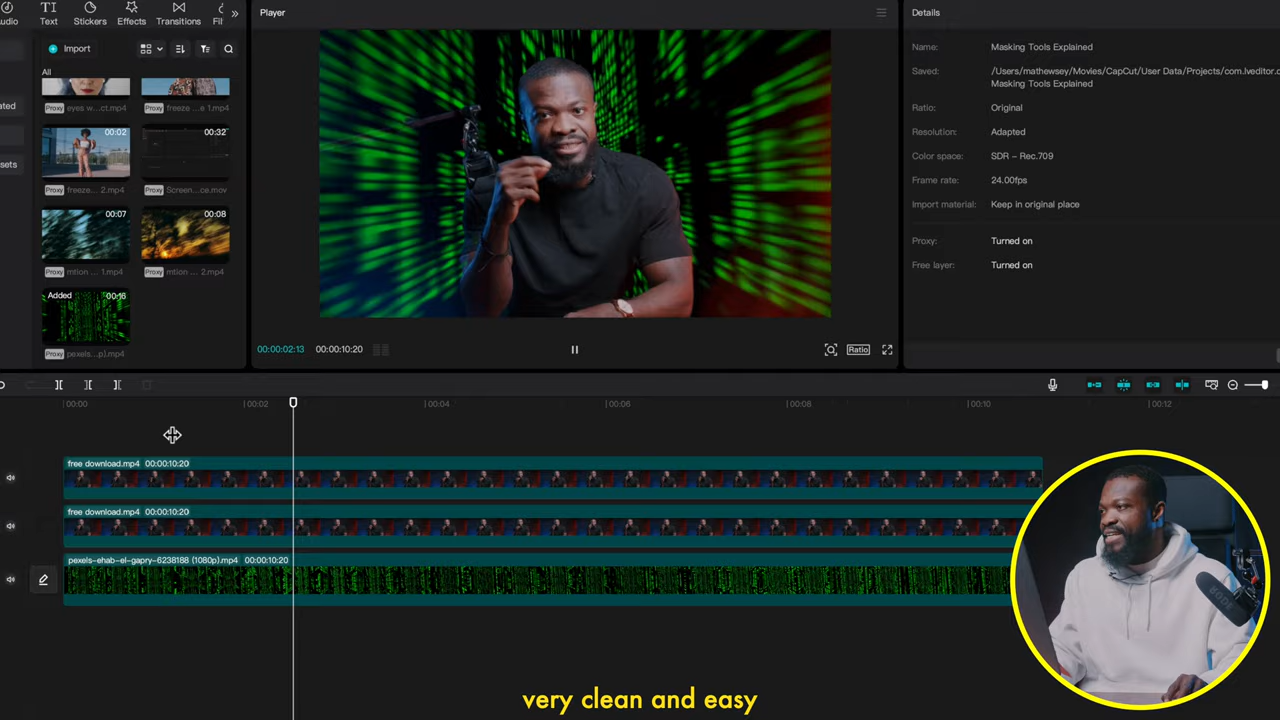 Text
Stickers
Effects
Transitions
Import
All
Proxy eyes w...ct.mp4
Proxy freeze ...e 1.mp4
00:02
00:32
Proxy freez... 2.mp4
Proxy Screen...ce.mov
00:07
00:08
Proxy mtion ... 1.mp4
Proxy mtion ... 2.mp4
Added 00:16
Proxy pexels...p).mp4
Player
00:00:02:13 00:00:10:20
Ratio
Details
Name: Masking Tools Explained
Saved: /Users/mathewsey/Movies/CapCut/User Data/Projects/com.lveditor.d
Masking Tools Explained
Ratio: Original
Resolution: Adapted
Color space: SDR – Rec.709
Frame rate: 24.00fps
Import material: Keep in original place
Proxy: Turned on
Free layer: Turned on
00:00 00:02 00:04 00:06 00:08 00:10 00:12
free download.mp4 00:00:10:20
free download.mp4 00:00:10:20
pexels-ehab-el-gapry-6238188 (1080p).mp4 00:00:10:20
very clean and easy